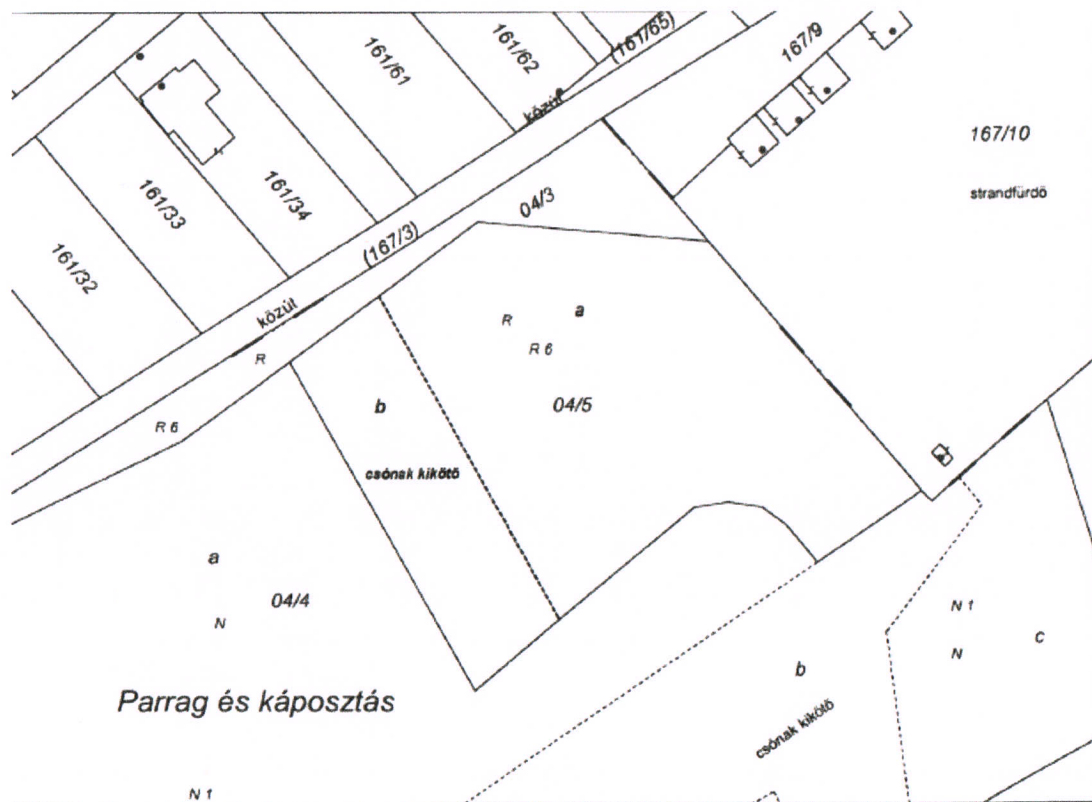 161/61
161/62
(161/65)
közút
167/9
167/10
strandfürdő
161/32
161/33
161/34
(167/3)
04/3
közút
R
R 6
R
a
R 6
04/5
b
csónak kikötő
a
04/4
N
Parrag és káposztás
N 1
N 1
N
c
b
csónak kikötő